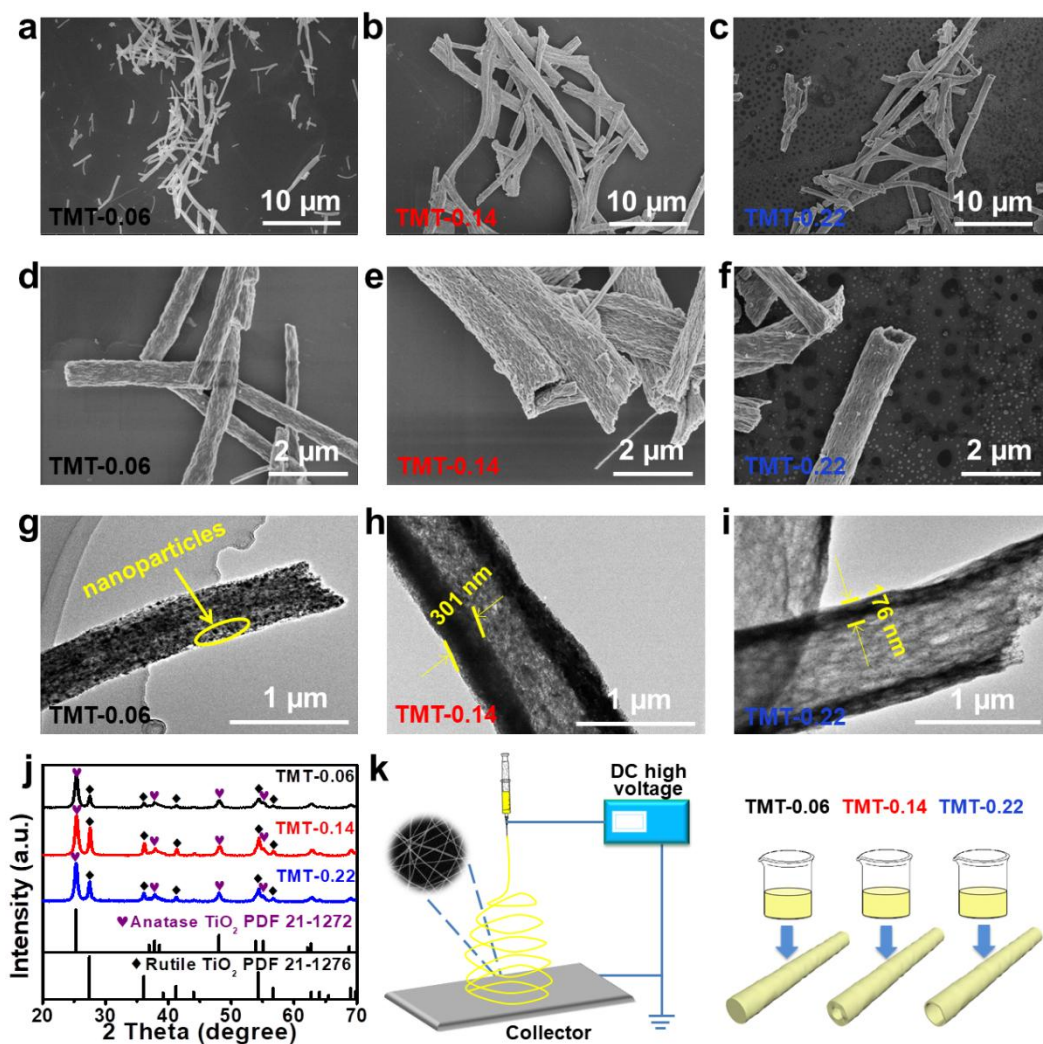 a
b
c
TMT-0.06
10 μm
TMT-0.14
10 μm
TMT-0.22
10 μm
d
e
f
TMT-0.06
2 μm
TMT-0.14
2 μm
TMT-0.22
2 μm
g
nanoparticles
TMT-0.06
1 μm
h
301 nm
TMT-0.14
1 μm
i
176 nm
TMT-0.22
1 μm
j
Intensity (a.u.)
TMT-0.06
TMT-0.14
TMT-0.22
♥Anatase TiO₂ PDF 21-1272
♦Rutile TiO₂ PDF 21-1276
20 30 40 50 60 70
2 Theta (degree)
k
DC high
voltage
Collector
TMT-0.06 TMT-0.14 TMT-0.22